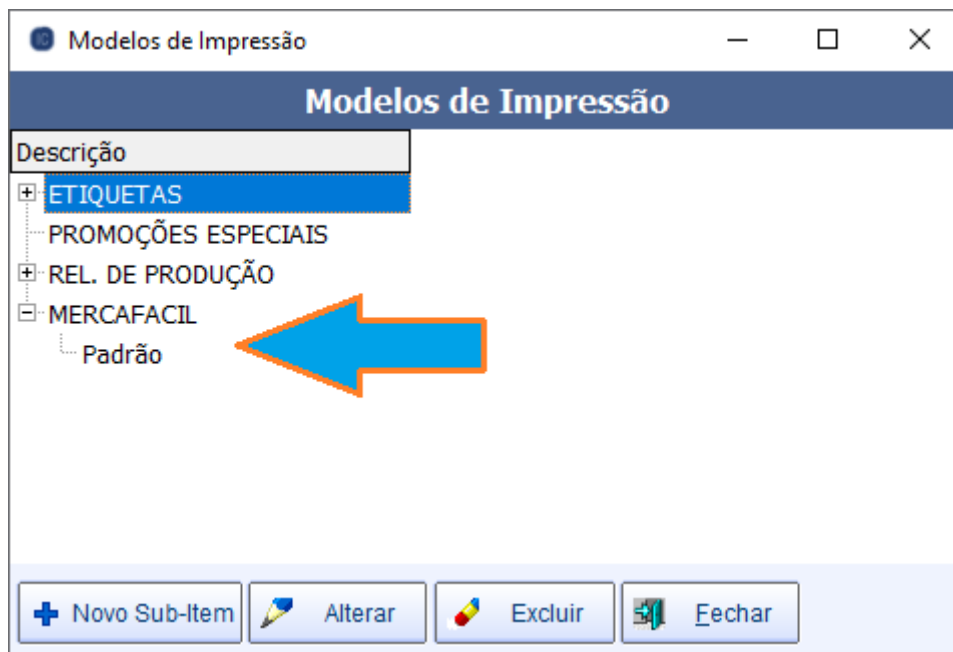 Modelos de Impressão
Modelos de Impressão
Descrição
ETIQUETAS
PROMOÇÕES ESPECIAIS
REL. DE PRODUÇÃO
MERCAFACIL
Padrão
Novo Sub-Item Alterar Excluir Fechar